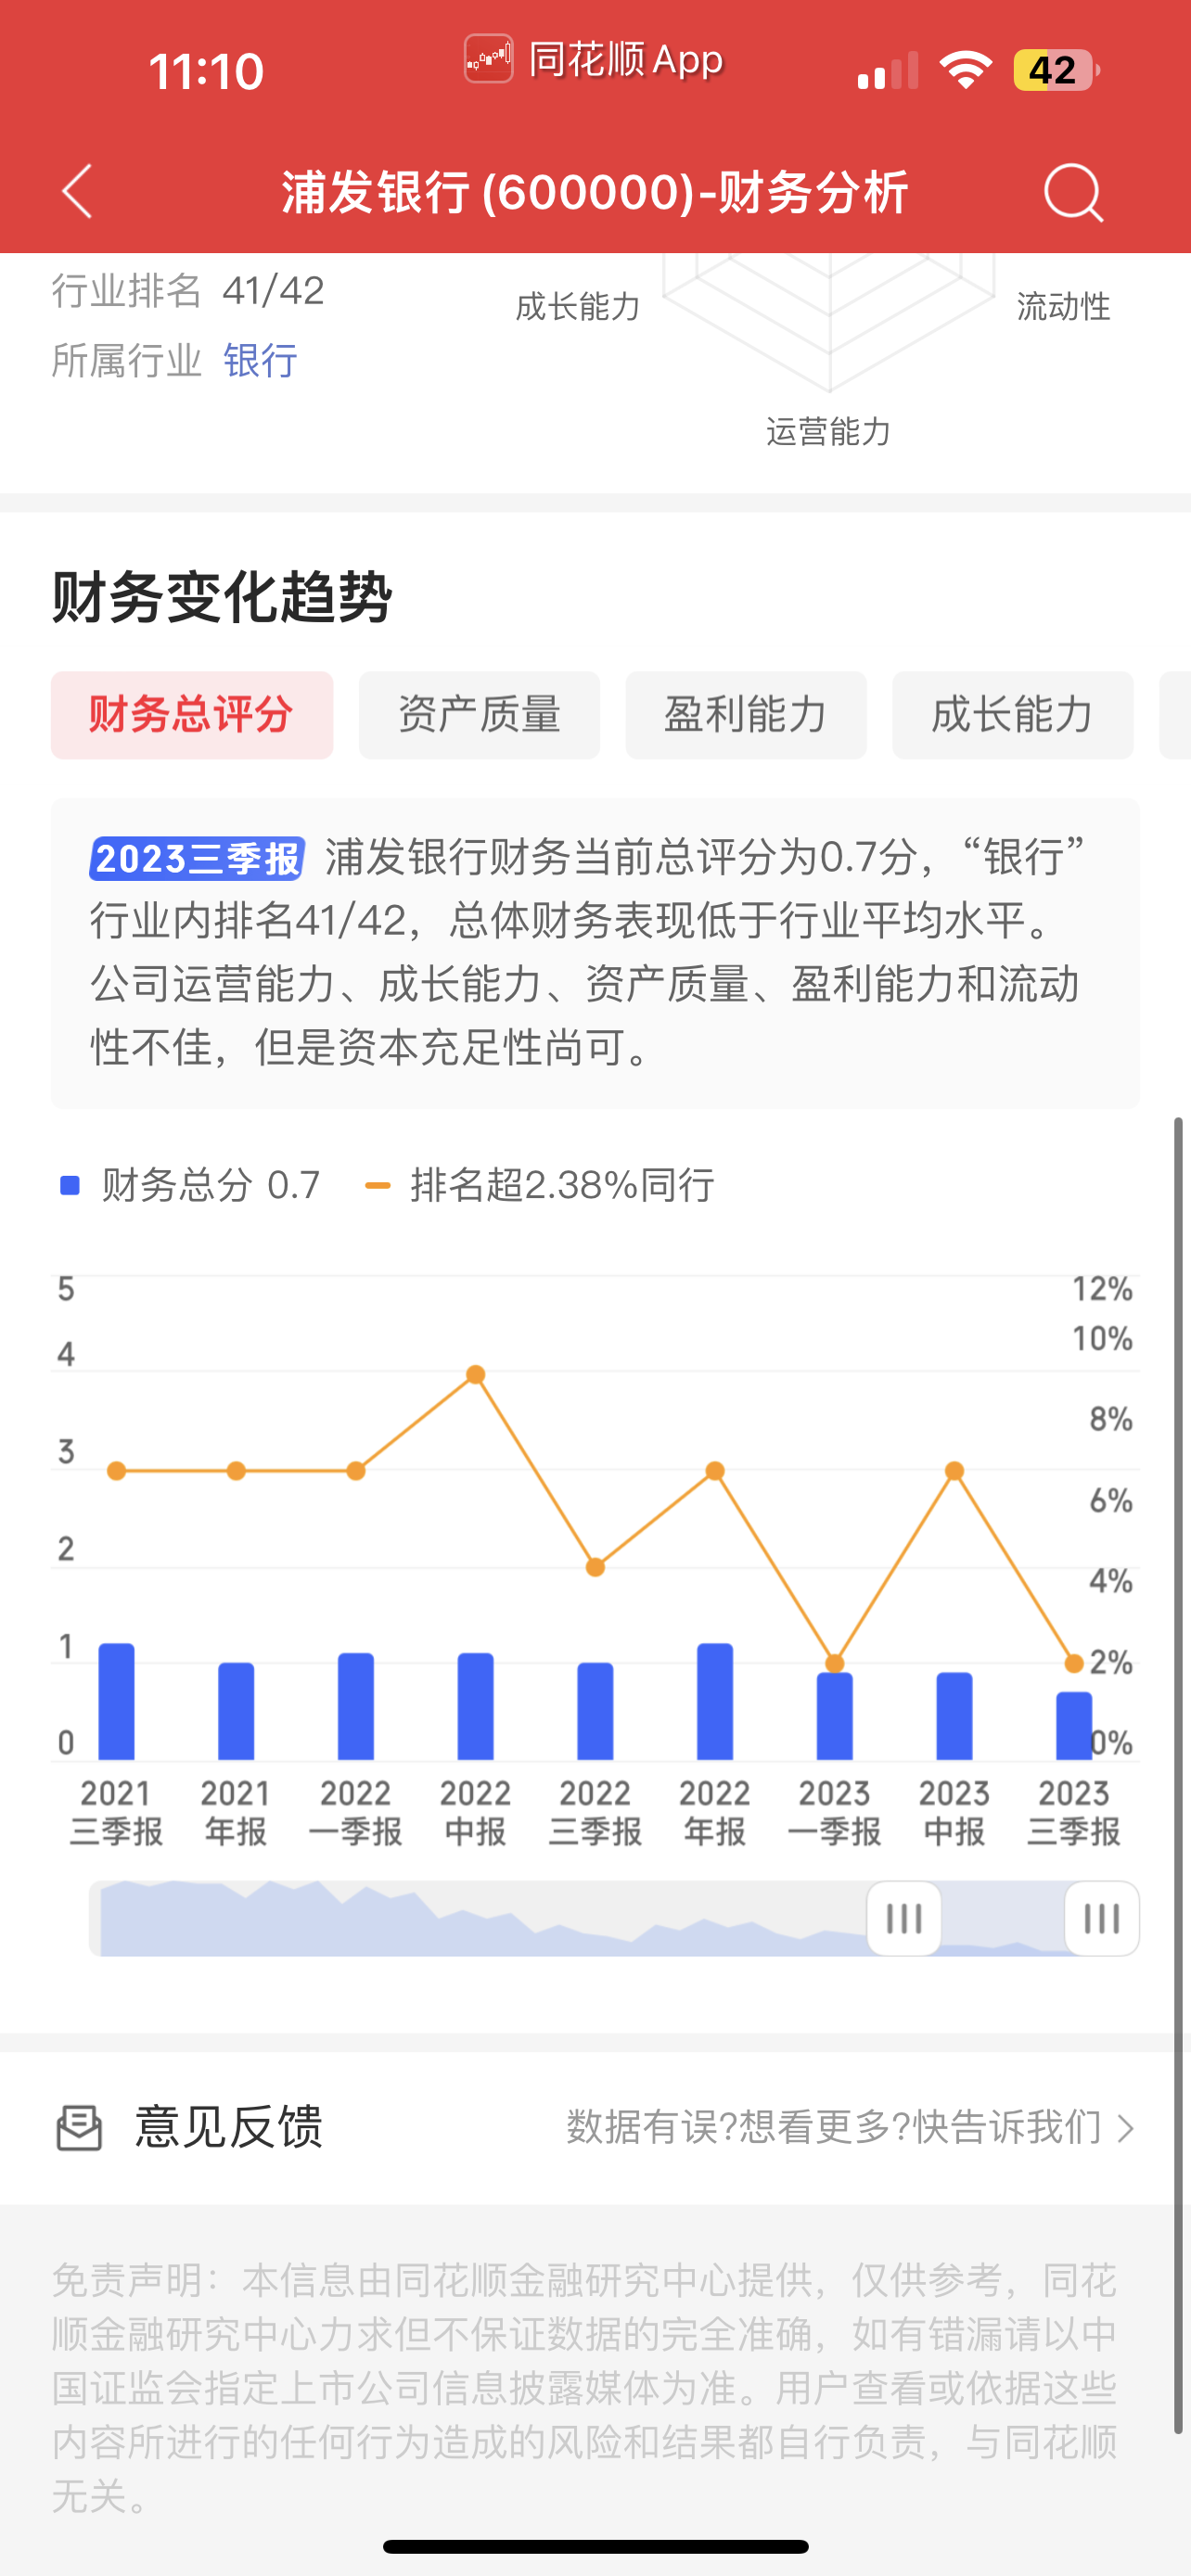 11:10
同花顺 App
42
浦发银行 (600000)-财务分析
行业排名 41/42
成长能力
流动性
所属行业 银行
运营能力
财务变化趋势
财务总评分
资产质量
盈利能力
成长能力
2023三季报 浦发银行财务当前总评分为0.7分，“银行”
行业内排名41/42，总体财务表现低于行业平均水平。
公司运营能力、成长能力、资产质量、盈利能力和流动
性不佳，但是资本充足性尚可。
财务总分 0.7
排名超2.38%同行
5
12%
4
10%
8%
3
6%
2
4%
1
2%
0
0%
2021 2021 2022 2022 2022 2022 2023 2023 2023
三季报 年报 一季报 中报 三季报 年报 一季报 中报 三季报
意见反馈
数据有误?想看更多?快告诉我们
免责声明：本信息由同花顺金融研究中心提供，仅供参考，同花
顺金融研究中心力求但不保证数据的完全准确，如有错漏请以中
国证监会指定上市公司信息披露媒体为准。用户查看或依据这些
内容所进行的任何行为造成的风险和结果都自行负责，与同花顺
无关。